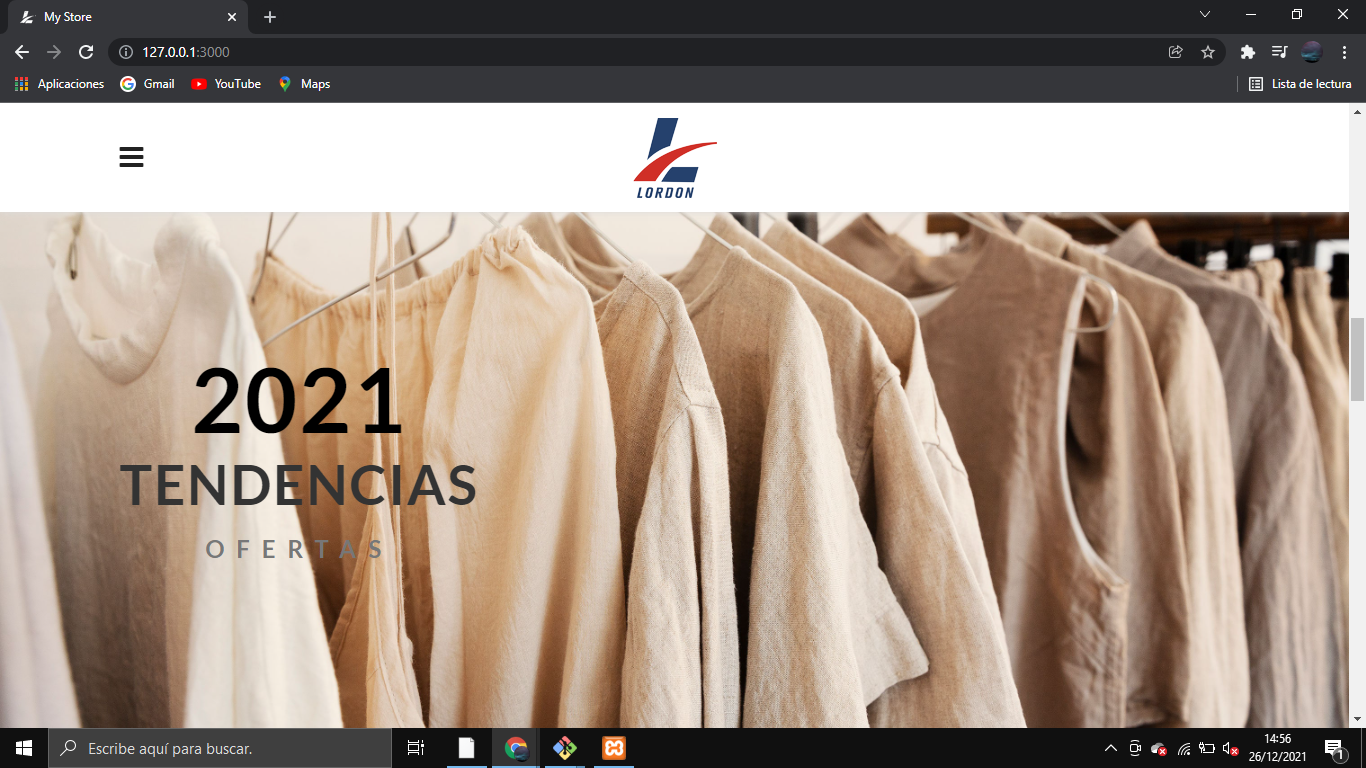 My Store
127.0.0.1:3000
Aplicaciones Gmail YouTube Maps Lista de lectura
LORDON
2021
TENDENCIAS
OFERTAS
Escribe aquí para buscar.
14:56
26/12/2021
1